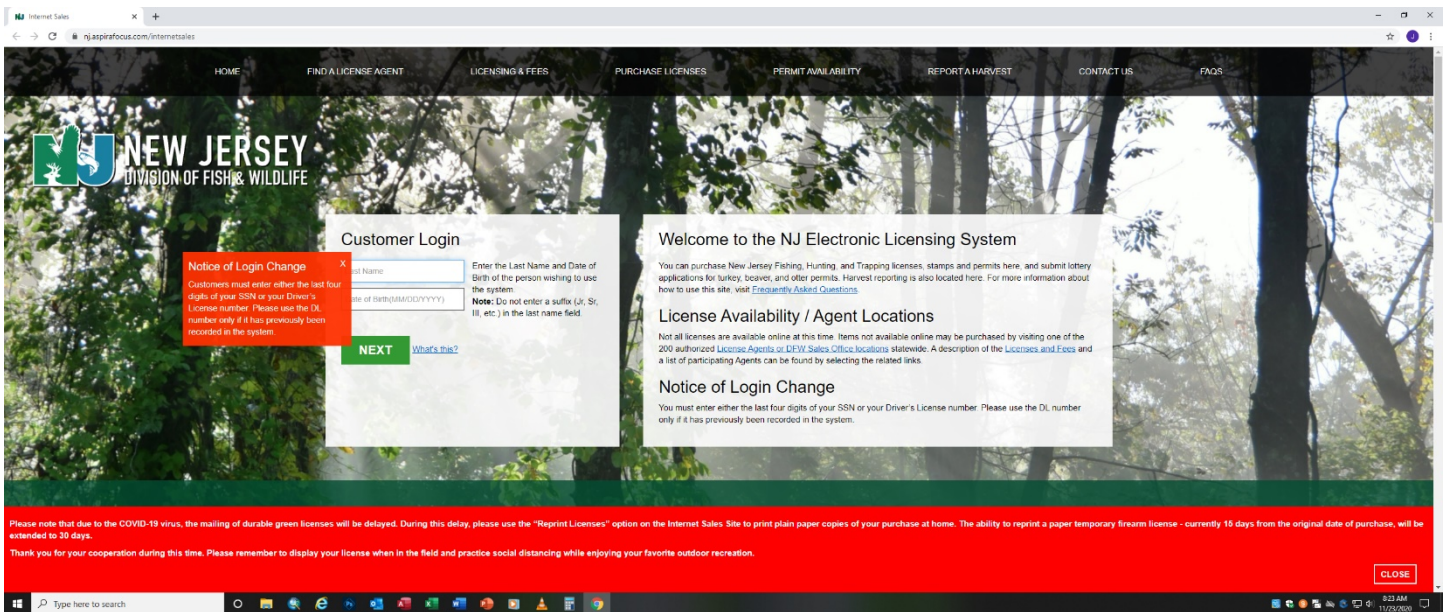 Internet Sales
nj.aspirafocus.com/internetsales
HOME FIND A LICENSE AGENT LICENSING & FEES PURCHASE LICENSES PERMIT AVAILABILITY REPORT A HARVEST CONTACT US FAQS
NJ NEW JERSEY
DIVISION OF FISH & WILDLIFE
Notice of Login Change X
Customers must enter either the last four
digits of your SSN or your Driver's
License number. Please use the DL
number only if it has previously been
recorded in the system.
Customer Login
Name
of Birth(MM/DD/YYYY)
NEXT What's this?
Enter the Last Name and Date of
Birth of the person wishing to use
the system.
Note: Do not enter a suffix (Jr, Sr,
III, etc.) in the last name field.
Welcome to the NJ Electronic Licensing System
You can purchase New Jersey Fishing, Hunting, and Trapping licenses, stamps and permits here, and submit lottery
applications for turkey, beaver, and otter permits. Harvest reporting is also located here. For more information about
how to use this site, visit Frequently Asked Questions.
License Availability / Agent Locations
Not all licenses are available online at this time. Items not available online may be purchased by visiting one of the
200 authorized License Agents or DFW Sales Office locations statewide. A description of the Licenses and Fees and
a list of participating Agents can be found by selecting the related links.
Notice of Login Change
You must enter either the last four digits of your SSN or your Driver's License number. Please use the DL number
only if it has previously been recorded in the system.
Please note that due to the COVID-19 virus, the mailing of durable green licenses will be delayed. During this delay, please use the "Reprint Licenses" option on the Internet Sales Site to print plain paper copies of your purchase at home. The ability to reprint a paper temporary firearm license - currently 15 days from the original date of purchase, will be
extended to 30 days.
Thank you for your cooperation during this time. Please remember to display your license when in the field and practice social distancing while enjoying your favorite outdoor recreation.
CLOSE
Type here to search
8:23 AM
11/23/2020